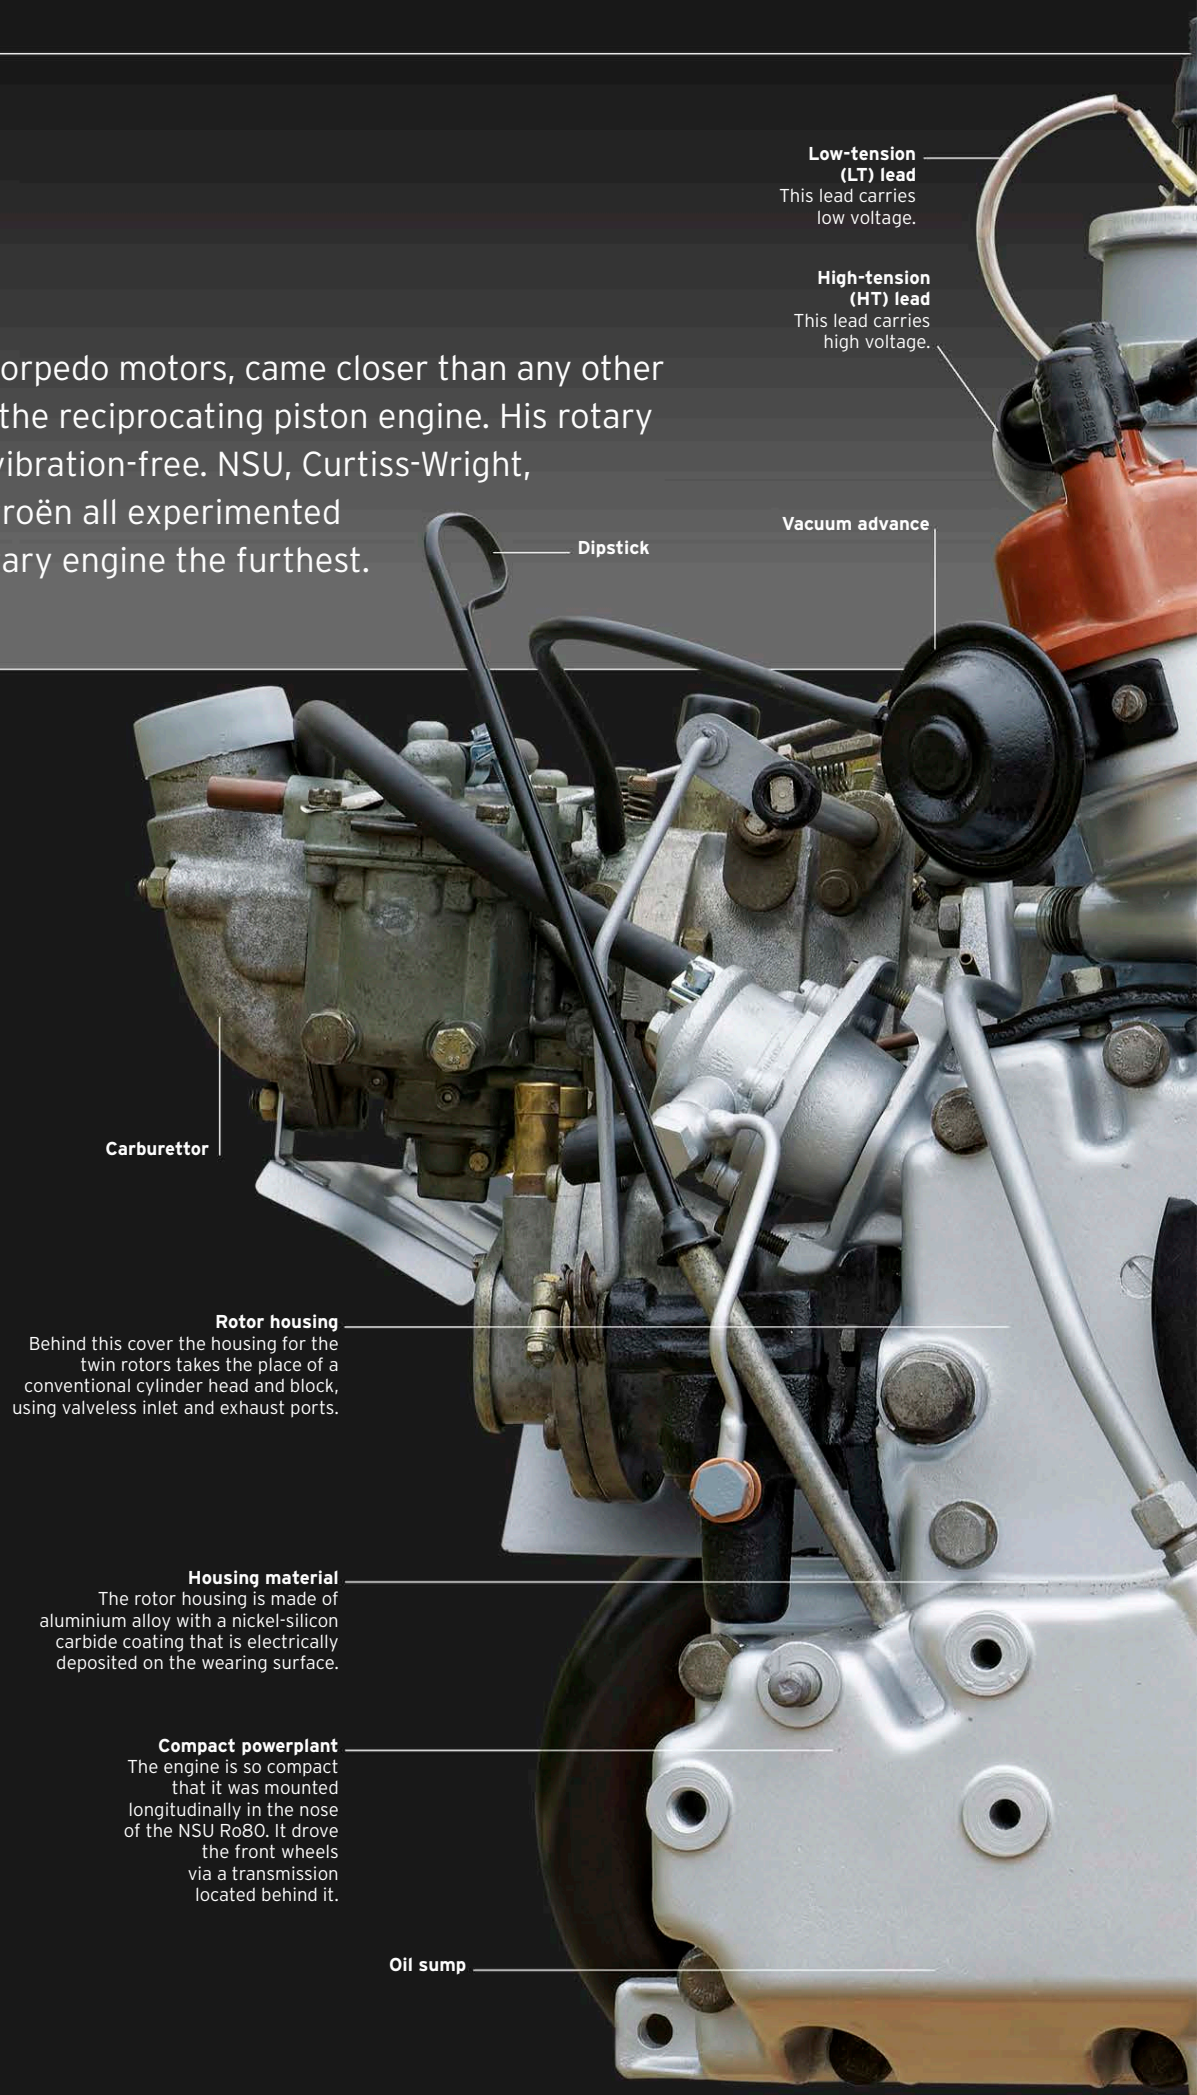 Low-tension
(LT) lead
This lead carries
low voltage.
High-tension
(HT) lead
This lead carries
high voltage.
orpedo motors, came closer than any other
the reciprocating piston engine. His rotary
vibration-free. NSU, Curtiss-Wright,
roën all experimented
ary engine the furthest.
Vacuum advance
Dipstick
Carburettor
Rotor housing
Behind this cover the housing for the
twin rotors takes the place of a
conventional cylinder head and block,
using valveless inlet and exhaust ports.
Housing material
The rotor housing is made of
aluminium alloy with a nickel-silicon
carbide coating that is electrically
deposited on the wearing surface.
Compact powerplant
The engine is so compact
that it was mounted
longitudinally in the nose
of the NSU Ro80. It drove
the front wheels
via a transmission
located behind it.
Oil sump